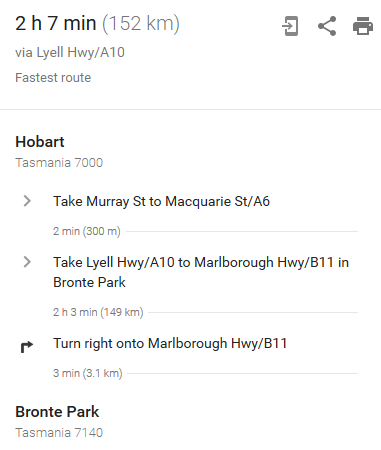 2 h 7 min (152 km)
via Lyell Hwy/A10
Fastest route
Hobart
Tasmania 7000
Take Murray St to Macquarie St/A6
2 min (300 m)
Take Lyell Hwy/A10 to Marlborough Hwy/B11 in
Bronte Park
2 h 3 min (149 km)
Turn right onto Marlborough Hwy/B11
3 min (3.1 km)
Bronte Park
Tasmania 7140